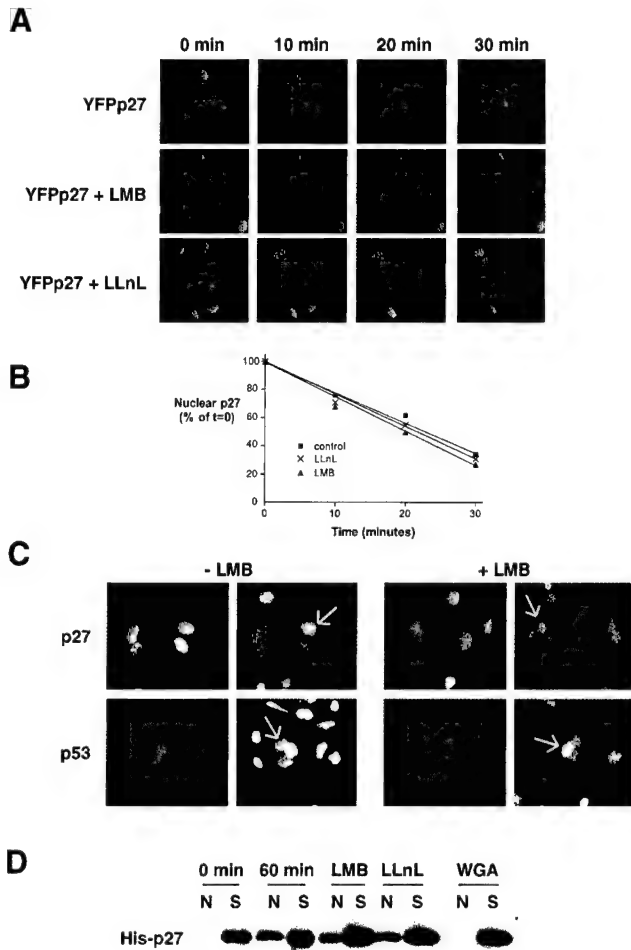 A
0 min 10 min 20 min 30 min
YFPp27
YFPp27 + LMB
YFPp27 + LLnL
B
Nuclear p27
(% of t=0)
100
80
60
40
20
0
control
LLnL
LMB
0 10 20 30
Time (minutes)
C
- LMB + LMB
p27
p53
D
0 min 60 min LMB LLnL WGA
N S N S N S N S N S
His-p27